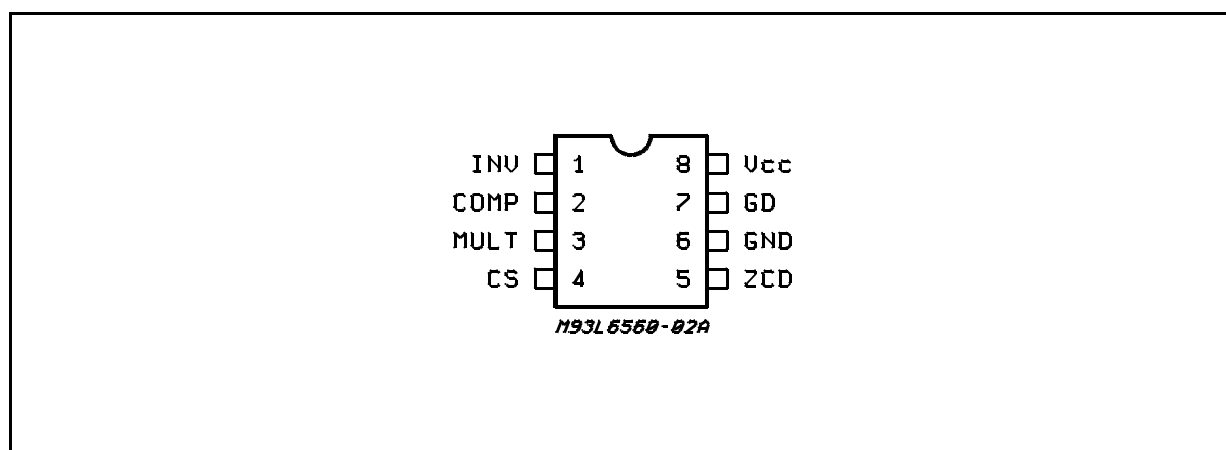 INV 1 8 Vcc
COMP 2 7 GD
MULT 3 6 GND
CS 4 5 ZCD
M93L6560-02A